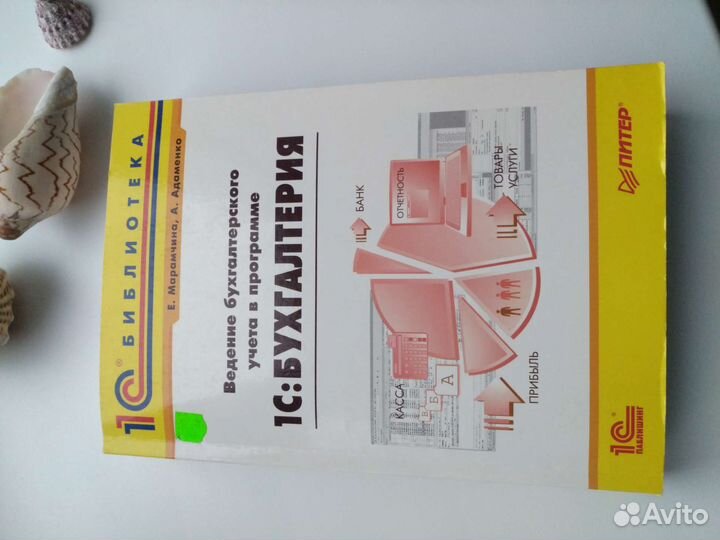 1С® БИБЛИОТЕКА
Е. Марамчина, А. Адаменко
Ведение бухгалтерского
учета в программе
1С:БУХГАЛТЕРИЯ
БАНК
ОТЧЕТНОСТЬ
ТОВАРЫ
УСЛУГИ
КАССА
А
Б
В
ПРИБЫЛЬ
1С®
ПАБЛИШИНГ
ПИТЕР®
Avito